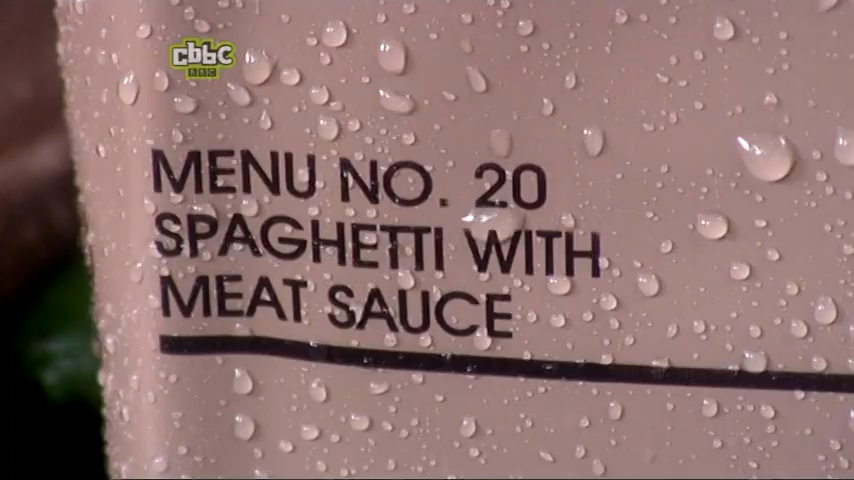 cbbc
BBC
MENU NO. 20
SPAGHETTI WITH
MEAT SAUCE